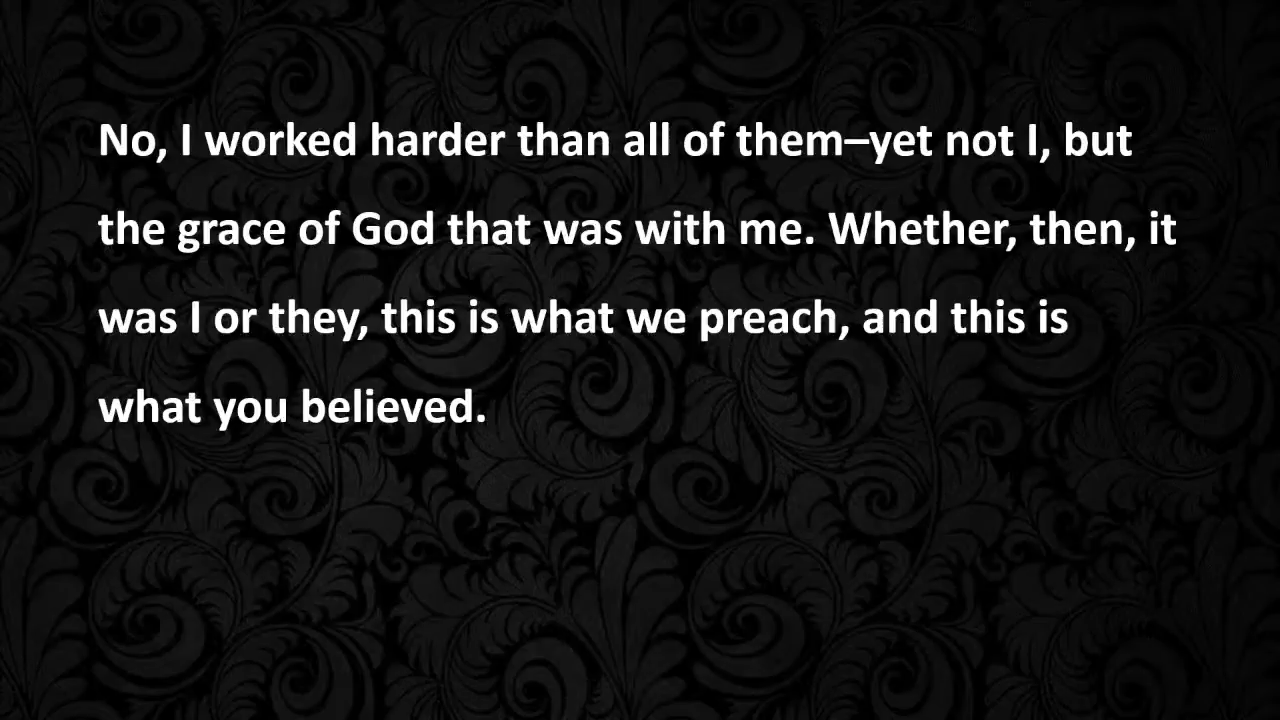 No, I worked harder than all of them–yet not I, but
the grace of God that was with me. Whether, then, it
was I or they, this is what we preach, and this is
what you believed.